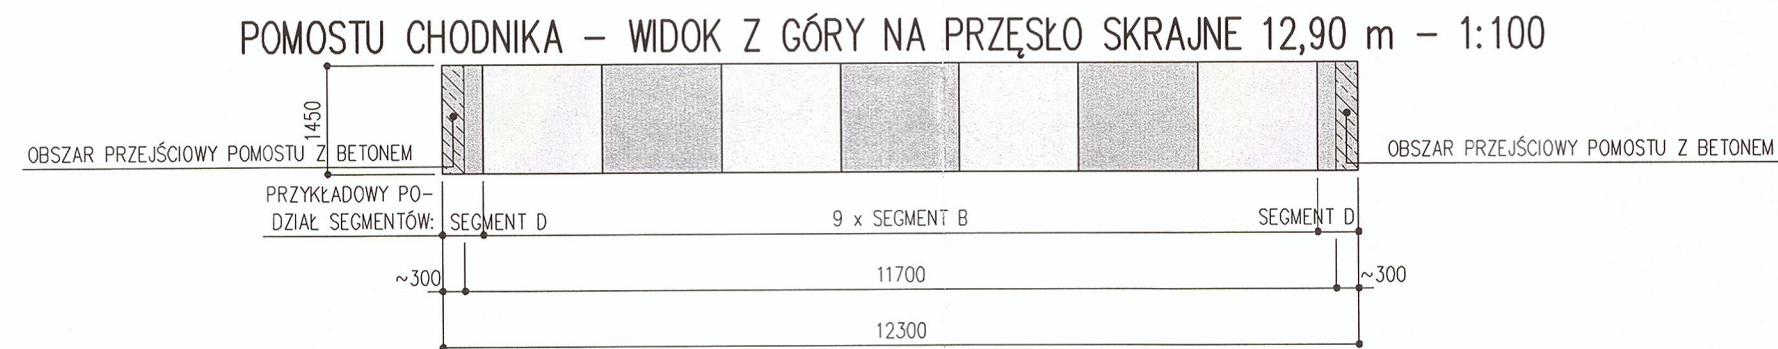 POMOSTU CHODNIKA – WIDOK Z GÓRY NA PRZĘSŁO SKRAJNE 12,90 m – 1:100
1450
OBSZAR PRZEJŚCIOWY POMOSTU Z BETONEM
OBSZAR PRZEJŚCIOWY POMOSTU Z BETONEM
PRZYKŁADOWY PO–
DZIAŁ SEGMENTÓW: SEGMENT D 9 x SEGMENT B SEGMENT D
~300 11700 ~300
12300